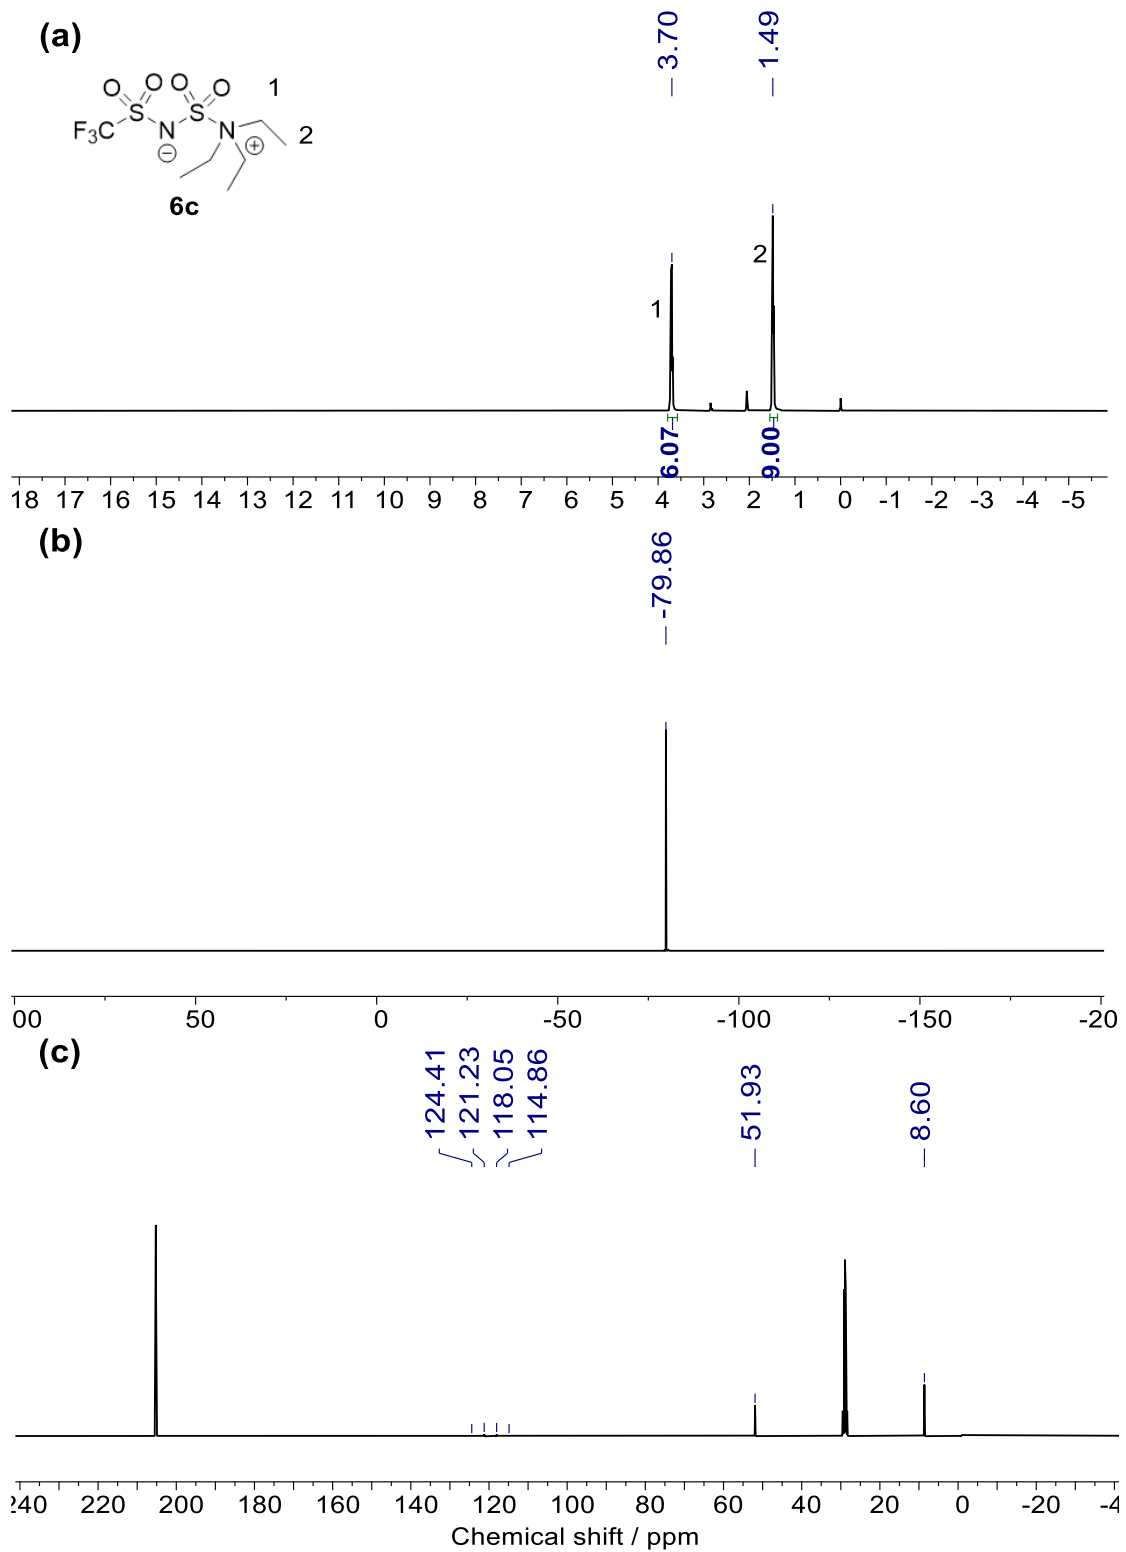 (a)
3.70
1.49
O O O O 1
F3C S N S N 2
⊖ ⊕
6c
2
1
6.07
9.00
18 17 16 15 14 13 12 11 10 9 8 7 6 5 4 3 2 1 0 -1 -2 -3 -4 -5
(b)
-79.86
00 50 0 -50 -100 -150 -20
(c)
124.41
121.23
118.05
114.86
51.93
8.60
240 220 200 180 160 140 120 100 80 60 40 20 0 -20 -4
Chemical shift / ppm